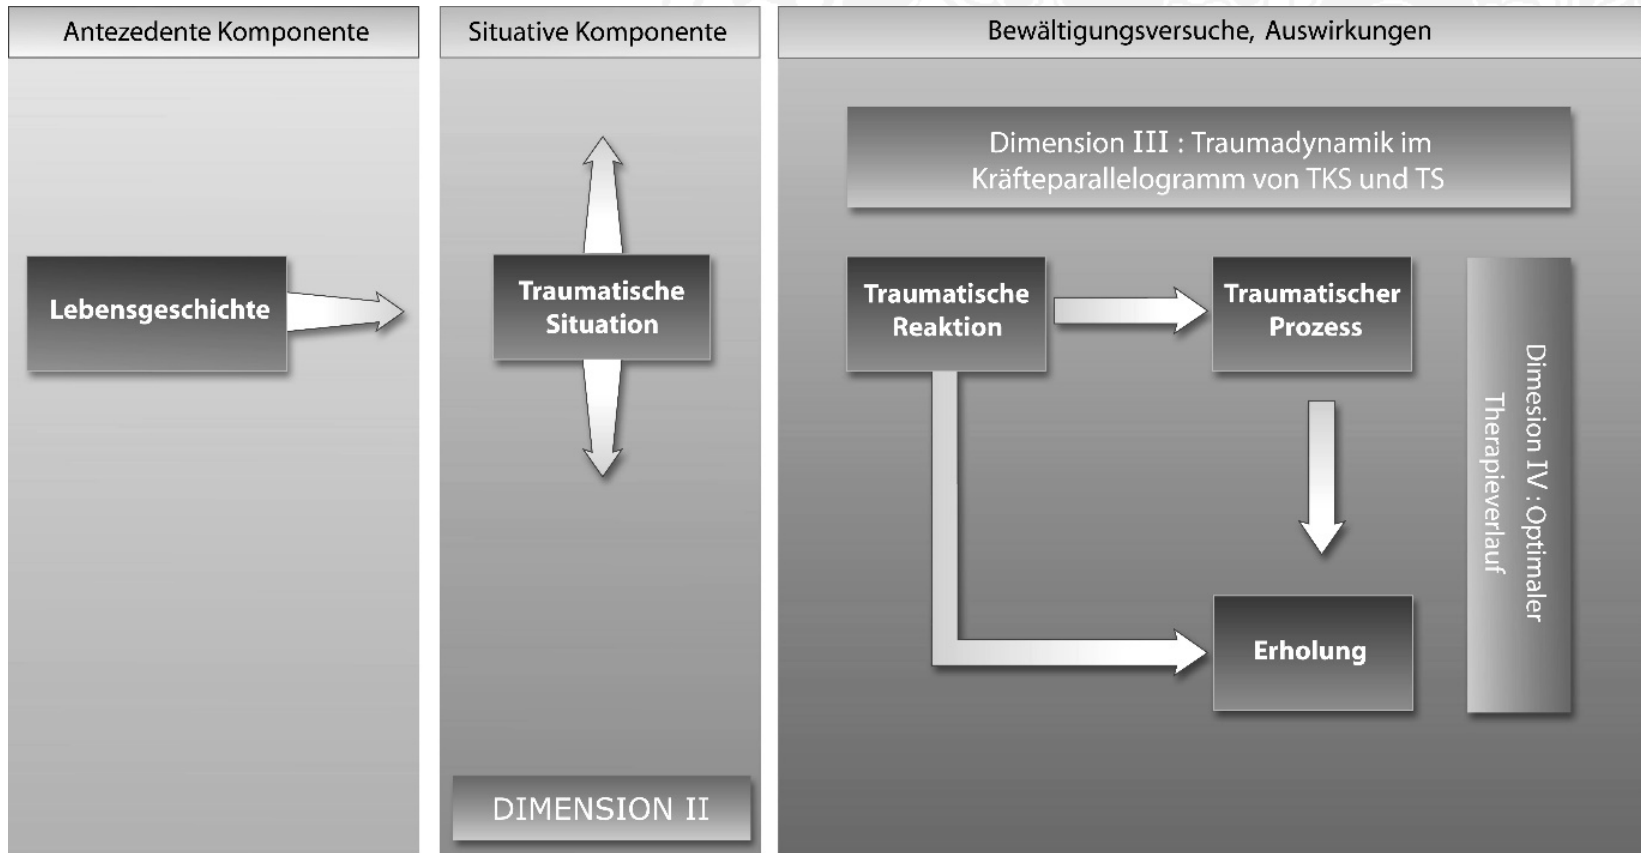 Antezedente Komponente
Situative Komponente
Bewältigungsversuche, Auswirkungen
Dimension III : Traumadynamik im
Kräfteparallelogramm von TKS und TS
Lebensgeschichte
Traumatische
Situation
Traumatische
Reaktion
Traumatischer
Prozess
Dimesion IV : Optimaler
Therapieverlauf
Erholung
DIMENSION II